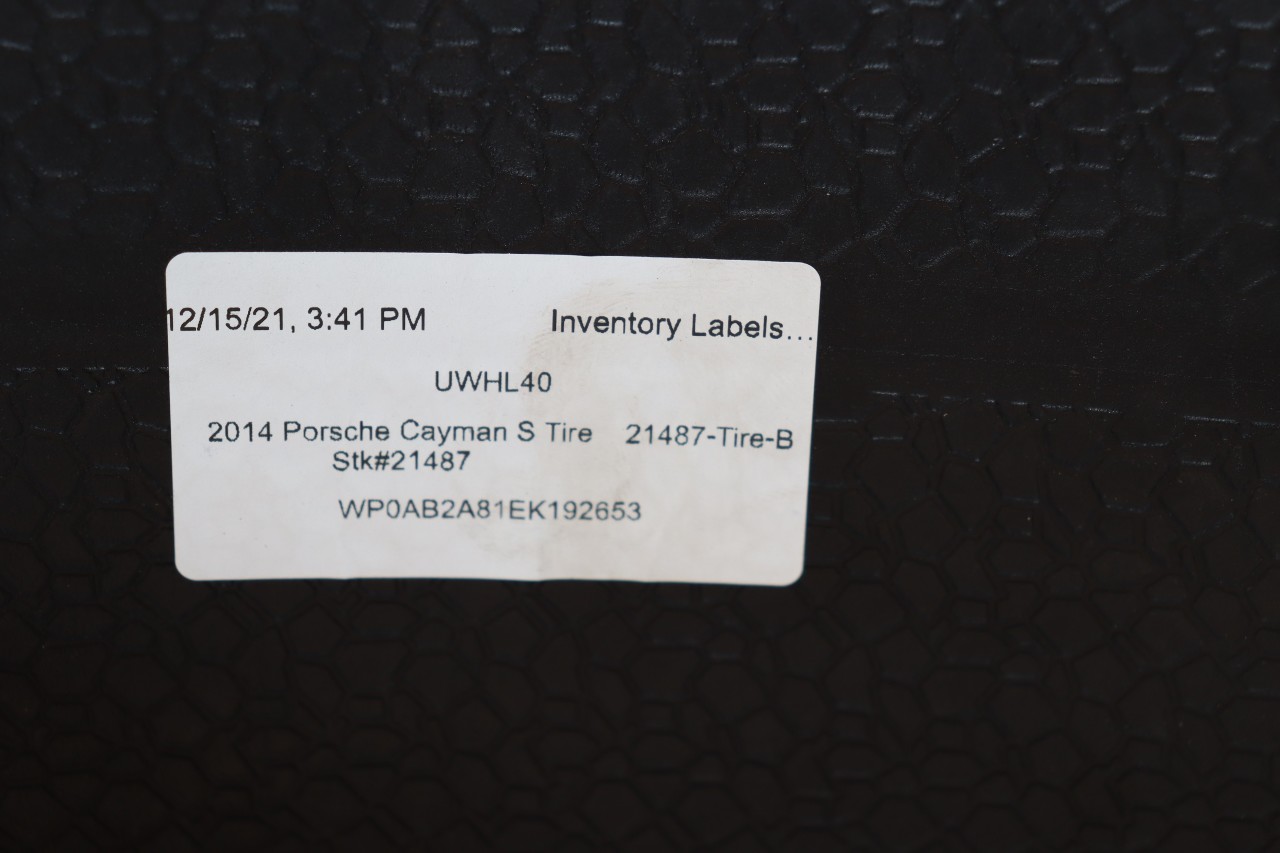 12/15/21, 3:41 PM Inventory Labels...
UWHL40
2014 Porsche Cayman S Tire 21487-Tire-B
Stk#21487
WP0AB2A81EK192653